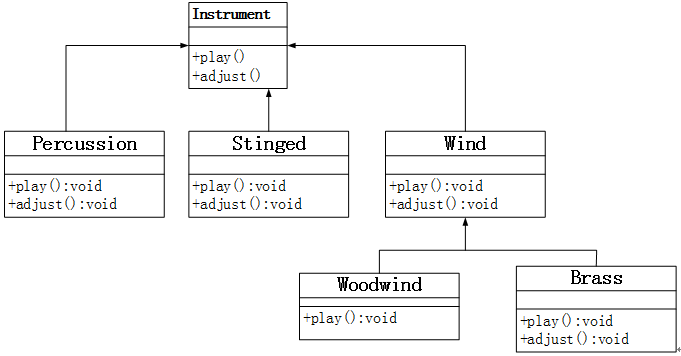 Instrument
+play()
+adjust()
Percussion
+play():void
+adjust():void
Stinged
+play():void
+adjust():void
Wind
+play():void
+adjust():void
Woodwind
+play():void
Brass
+play():void
+adjust():void